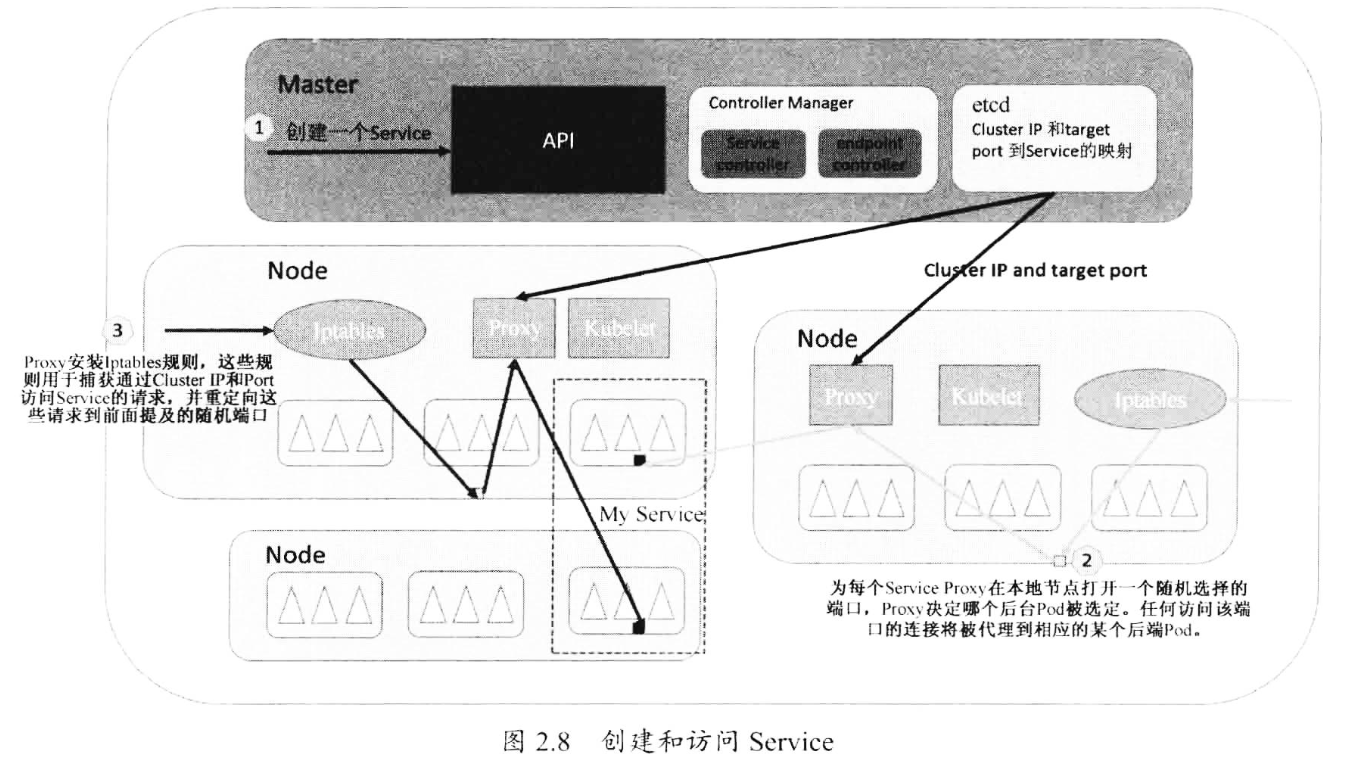 Master
1
创建一个Service
API
Controller Manager
Service
controller
endpoint
controller
etcd
Cluster IP 和target
port 到Service的映射
Cluster IP and target port
Node
Iptables
Proxy
Kubelet
3
Proxy安装Iptables规则，这些规
则用于捕获通过Cluster IP和Port
访问Service的请求，并重定向这
些请求到前面提及的随机端口
Node
Proxy
Kubelet
Iptables
My Service
Node
2
为每个Service Proxy在本地节点打开一个随机选择的
端口，Proxy决定哪个后台Pod被选定。任何访问该端
口的连接将被代理到相应的某个后端Pod。
图 2.8 创建和访问 Service